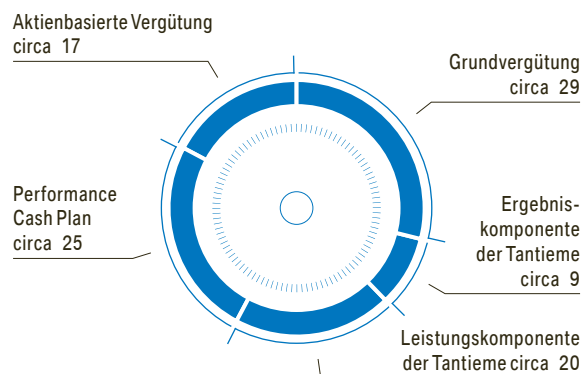 Aktienbasierte Vergütung
circa 17
Grundvergütung
circa 29
Performance
Cash Plan
circa 25
Ergebnis-
komponente
der Tantieme
circa 9
Leistungskomponente
der Tantieme circa 20